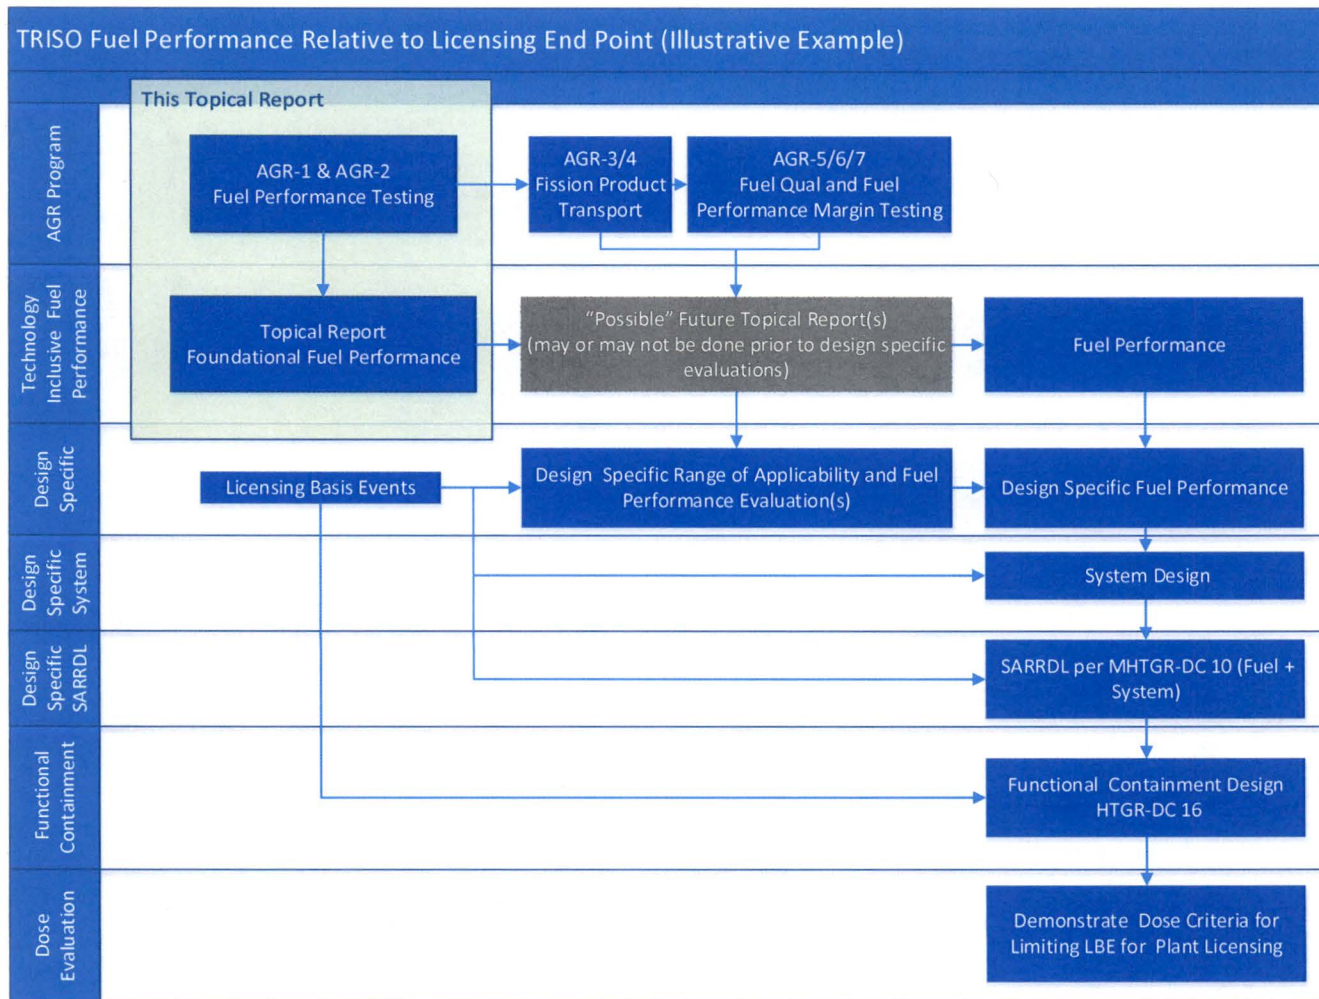 TRISO Fuel Performance Relative to Licensing End Point (Illustrative Example)
This Topical Report
AGR Program
AGR-1 & AGR-2
Fuel Performance Testing
AGR-3/4
Fission Product
Transport
AGR-5/6/7
Fuel Qual and Fuel
Performance Margin Testing
Technology
Inclusive Fuel
Performance
Topical Report
Foundational Fuel Performance
“Possible” Future Topical Report(s)
(may or may not be done prior to design specific
evaluations)
Fuel Performance
Design
Specific
Licensing Basis Events
Design Specific Range of Applicability and Fuel
Performance Evaluation(s)
Design Specific Fuel Performance
Design
Specific
System
System Design
Design
Specific
SARRDL
SARRDL per MHTGR-DC 10 (Fuel +
System)
Functional
Containment
Functional Containment Design
HTGR-DC 16
Dose
Evaluation
Demonstrate Dose Criteria for
Limiting LBE for Plant Licensing